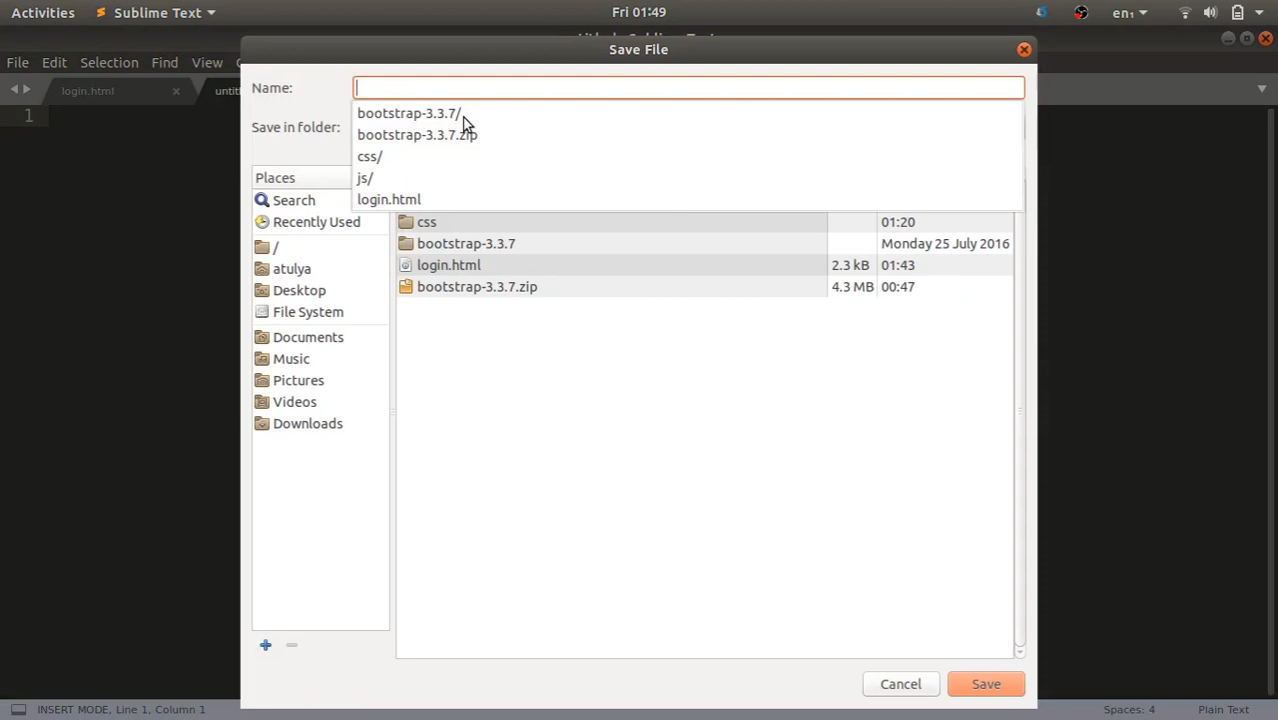 Activities Sublime Text Fri 01:49 en₁
Save File
File Edit Selection Find View
Name:
login.html
1
bootstrap-3.3.7/
Save in folder:
bootstrap-3.3.7.zip
css/
Places
js/
Search
login.html
Recently Used
css 01:20
/
bootstrap-3.3.7 Monday 25 July 2016
atulya
login.html 2.3 kB 01:43
Desktop
bootstrap-3.3.7.zip 4.3 MB 00:47
File System
Documents
Music
Pictures
Videos
Downloads
Cancel Save
INSERT MODE, Line 1, Column 1 Spaces: 4 Plain Text